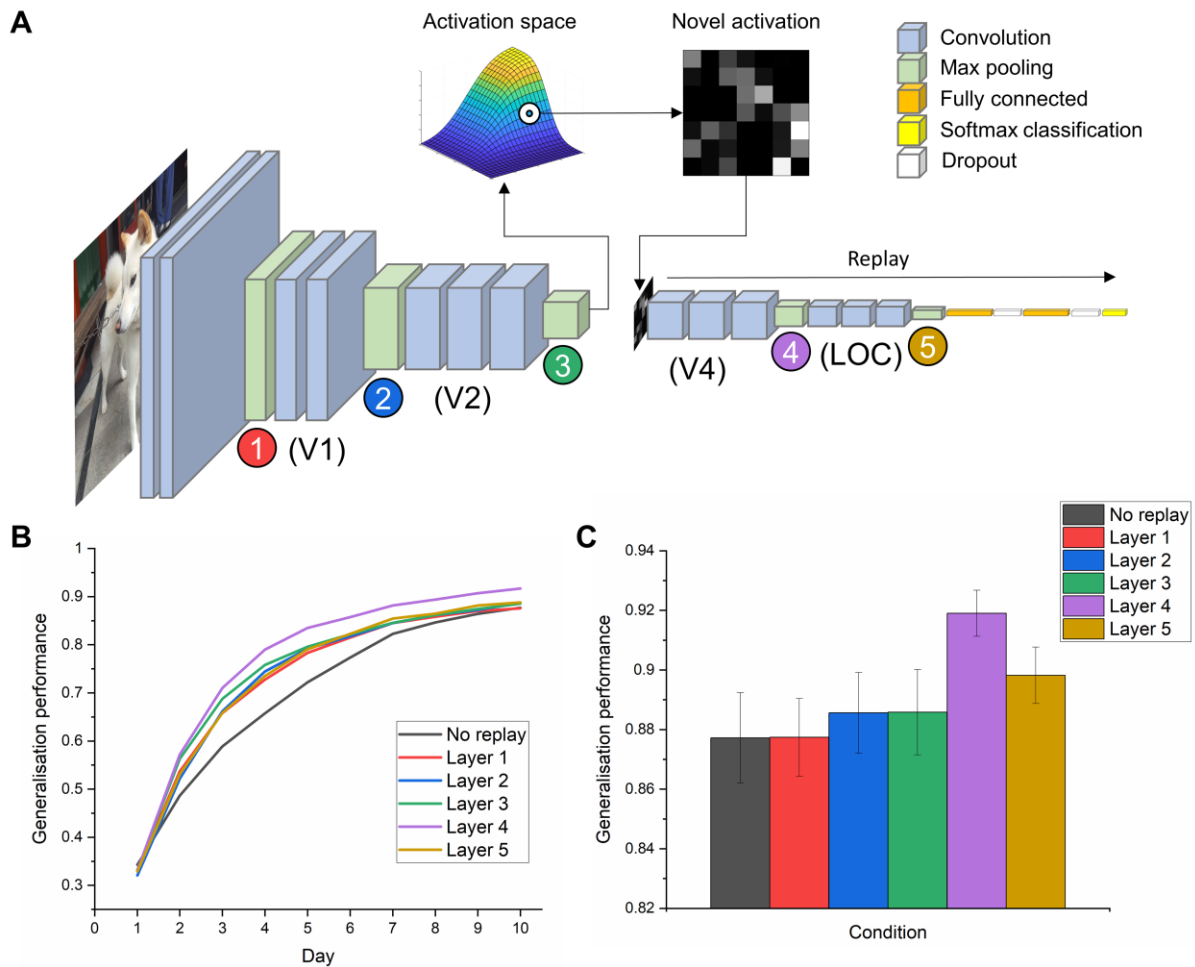 A
Activation space
Novel activation
Convolution
Max pooling
Fully connected
Softmax classification
Dropout
Replay
1
(V1)
2
(V2)
3
(V4)
4
(LOC)
5
B
1
0.9
0.8
0.7
0.6
0.5
0.4
0.3
Generalisation performance
No replay
Layer 1
Layer 2
Layer 3
Layer 4
Layer 5
0 1 2 3 4 5 6 7 8 9 10
Day
C
No replay
Layer 1
Layer 2
Layer 3
Layer 4
Layer 5
0.94
0.92
0.9
0.88
0.86
0.84
0.82
Generalisation performance
Condition